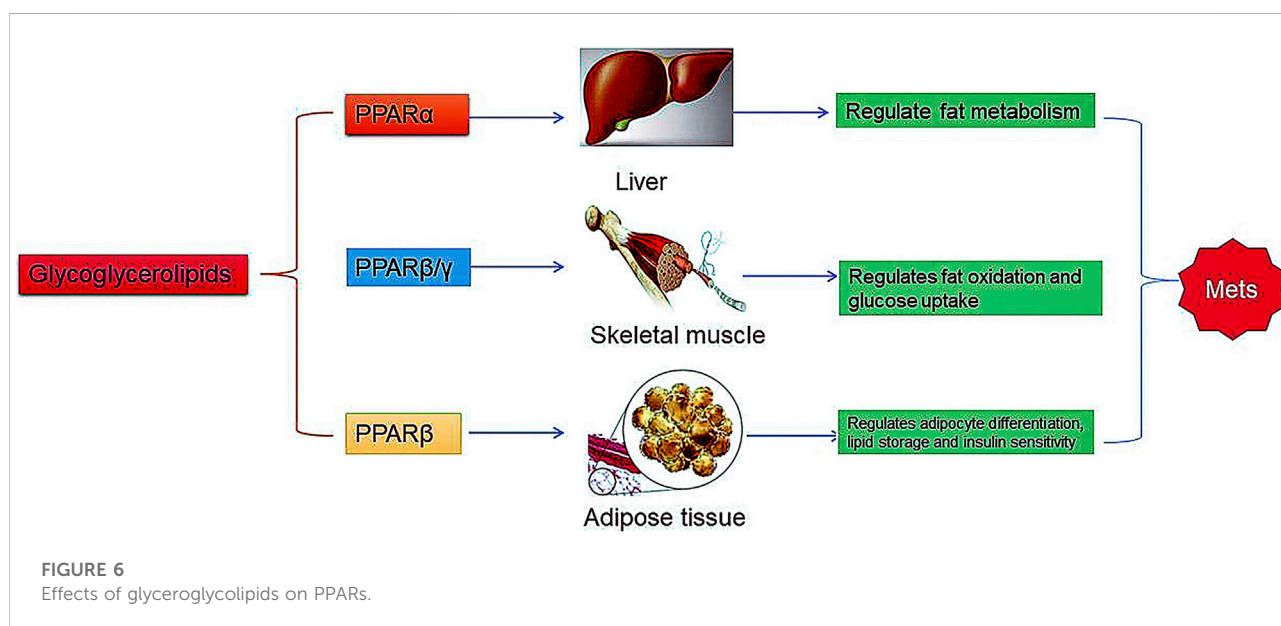 PPARα
Liver
Regulate fat metabolism
Glycoglycerolipids
PPARβ/γ
Skeletal muscle
Regulates fat oxidation and
glucose uptake
Mets
PPARβ
Adipose tissue
Regulates adipocyte differentiation,
lipid storage and insulin sensitivity
FIGURE 6
Effects of glyceroglycolipids on PPARs.